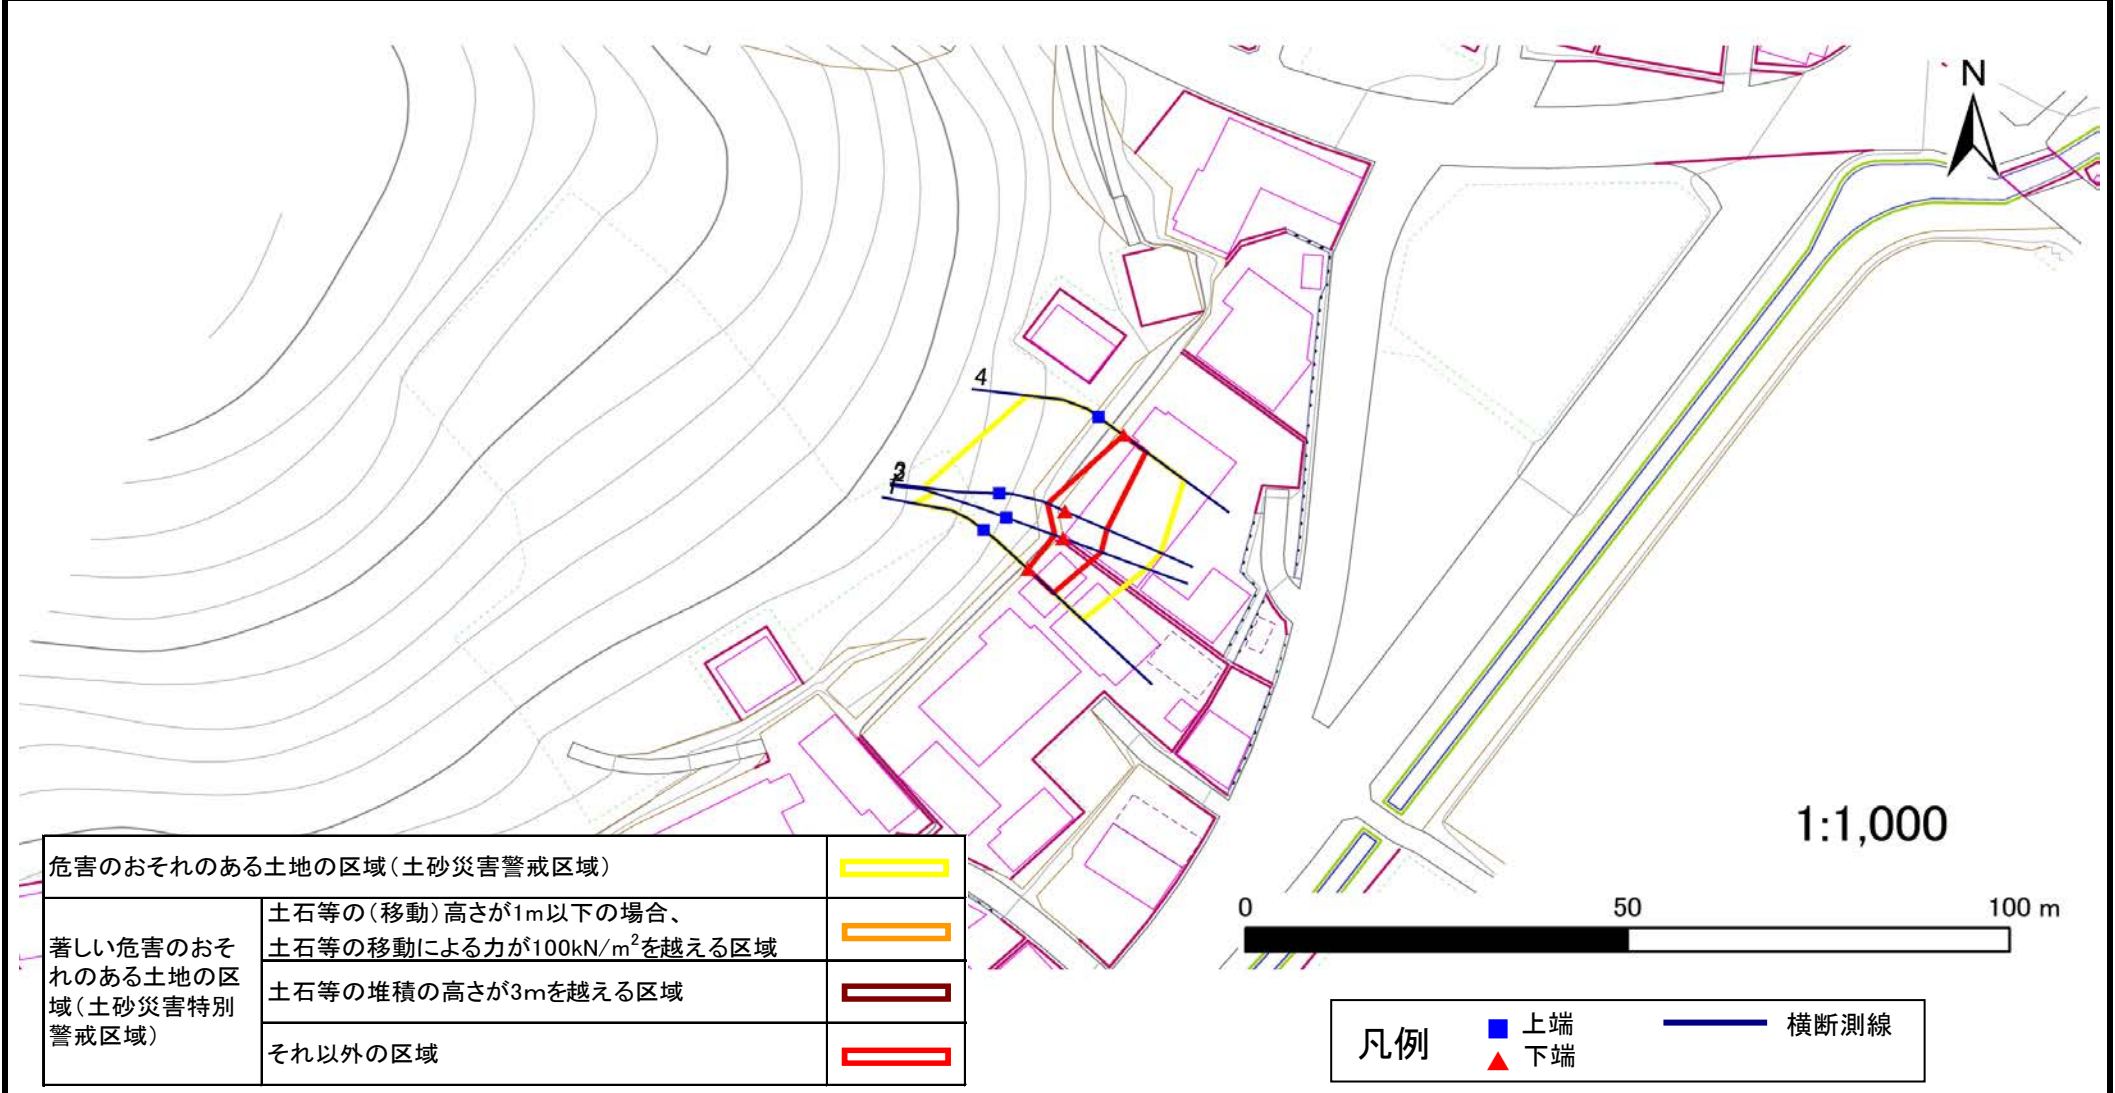 N
4
3
1:1,000
0 50 100 m
危害のおそれのある土地の区域(土砂災害警戒区域)
著しい危害のおそ
れのある土地の区
域(土砂災害特別
警戒区域)
土石等の(移動)高さが1m以下の場合、
土石等の移動による力が100kN/m²を越える区域
土石等の堆積の高さが3mを越える区域
それ以外の区域
凡例
上端
下端
横断測線